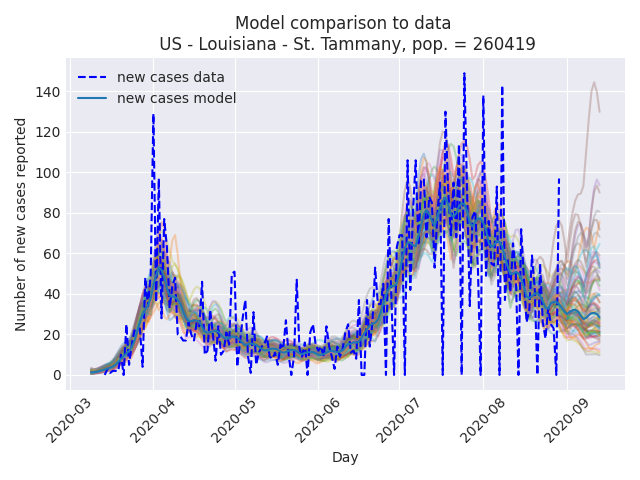 Model comparison to data
US - Louisiana - St. Tammany, pop. = 260419
new cases data
new cases model
Number of new cases reported
140
120
100
80
60
40
20
0
2020-03
2020-04
2020-05
2020-06
2020-07
2020-08
2020-09
Day